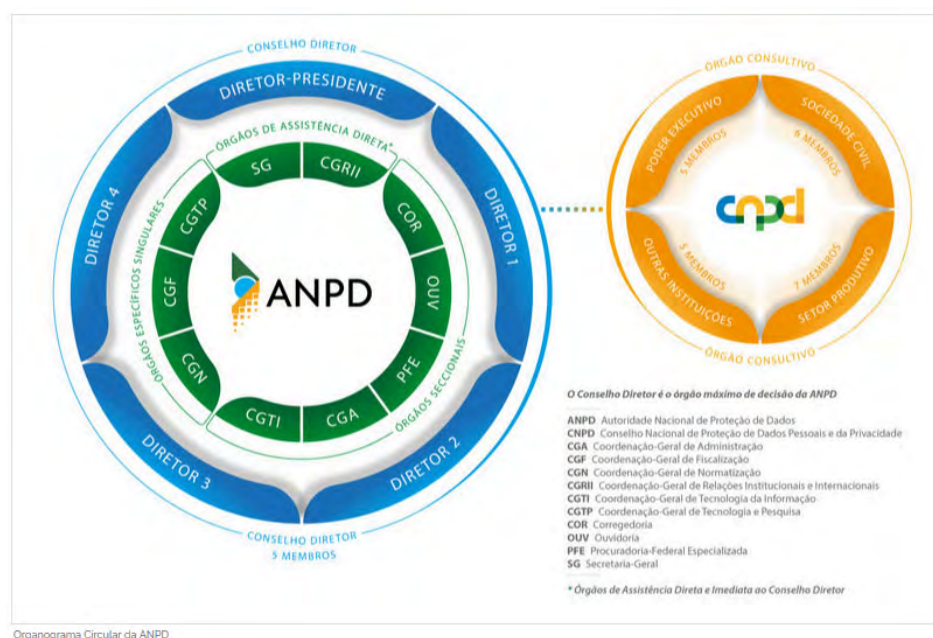 CONSELHO DIRETOR
DIRETOR-PRESIDENTE
DIRETOR 1
DIRETOR 2
DIRETOR 3
DIRETOR 4
CONSELHO DIRETOR
5 MEMBROS
ÓRGÃOS DE ASSISTÊNCIA DIRETA*
SG
CGRII
ÓRGÃOS SECCIONAIS
COR
OUV
PFE
CGA
CGTI
ÓRGÃOS ESPECÍFICOS SINGULARES
CGN
CGF
CGTP
ANPD
ÓRGÃO CONSULTIVO
PODER EXECUTIVO
5 MEMBROS
SOCIEDADE CIVIL
6 MEMBROS
cnpd
OUTRAS INSTITUIÇÕES
5 MEMBROS
SETOR PRODUTIVO
7 MEMBROS
ÓRGÃO CONSULTIVO
O Conselho Diretor é o órgão máximo de decisão da ANPD
ANPD Autoridade Nacional de Proteção de Dados
CNPD Conselho Nacional de Proteção de Dados Pessoais e da Privacidade
CGA Coordenação-Geral de Administração
CGF Coordenação-Geral de Fiscalização
CGN Coordenação-Geral de Normatização
CGRII Coordenação-Geral de Relações Institucionais e Internacionais
CGTI Coordenação-Geral de Tecnologia da Informação
CGTP Coordenação-Geral de Tecnologia e Pesquisa
COR Corregedoria
OUV Ouvidoria
PFE Procuradoria-Federal Especializada
SG Secretaria-Geral
* Órgãos de Assistência Direta e Imediata ao Conselho Diretor
Organograma Circular da ANPD